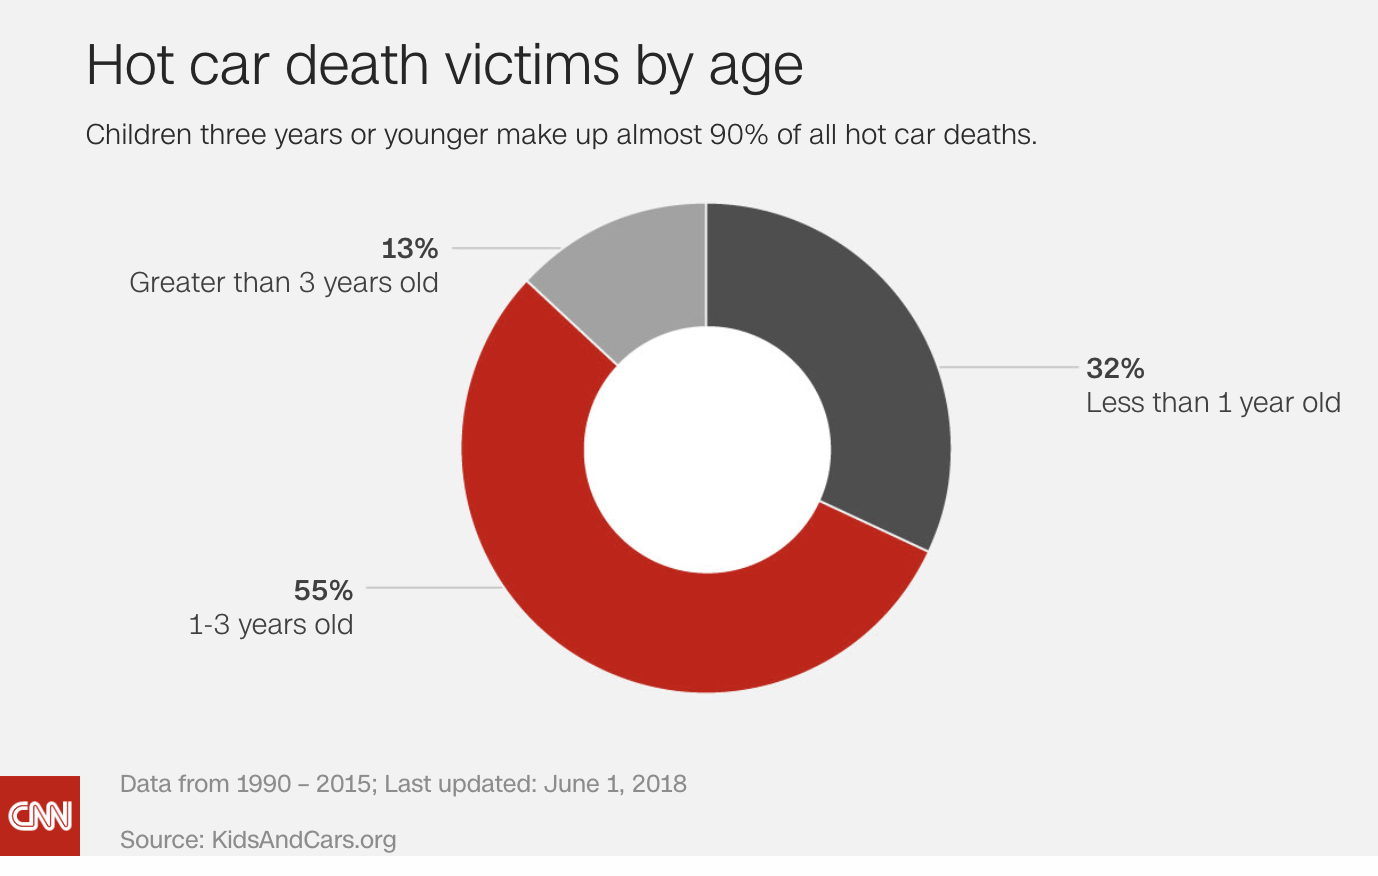 Hot car death victims by age
Children three years or younger make up almost 90% of all hot car deaths.
13%
Greater than 3 years old
32%
Less than 1 year old
55%
1-3 years old
Data from 1990 – 2015; Last updated: June 1, 2018
CNN
Source: KidsAndCars.org